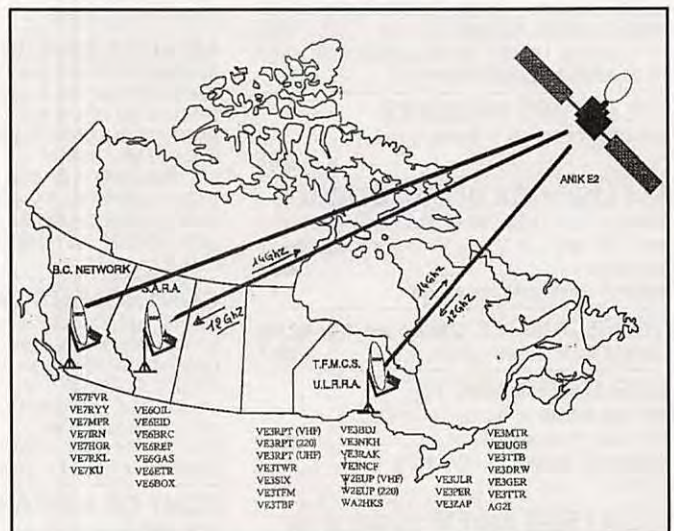 ANIK E2
14Ghz
12Ghz
14Ghz
12Ghz
B.C. NETWORK
S.A.R.A.
T.F.M.C.S.
U.L.R.R.A.
VE7FVR
VE7RYY
VE7MPR
VE7IRN
VE7HGR
VE7RXL
VE7KU
VE6OIL
VE6EID
VE6BRC
VE6REP
VE6GAS
VE6ETR
VE6BOX
VE3RPT (VHF)
VE3RPT (220)
VE3RPT (UHF)
VE3TWR
VE3SIX
VE3TFM
VE3TBF
VE3BDJ
VE3NKH
VE3RAK
VE3NCF
W2EUP (VHF)
W2EUP (220)
WA2HKS
VE3ULR
VE3PER
VE3ZAP
VE3MTR
VE3UGB
VE3TTB
VE3DRW
VE3GER
VE3TTR
AG2I